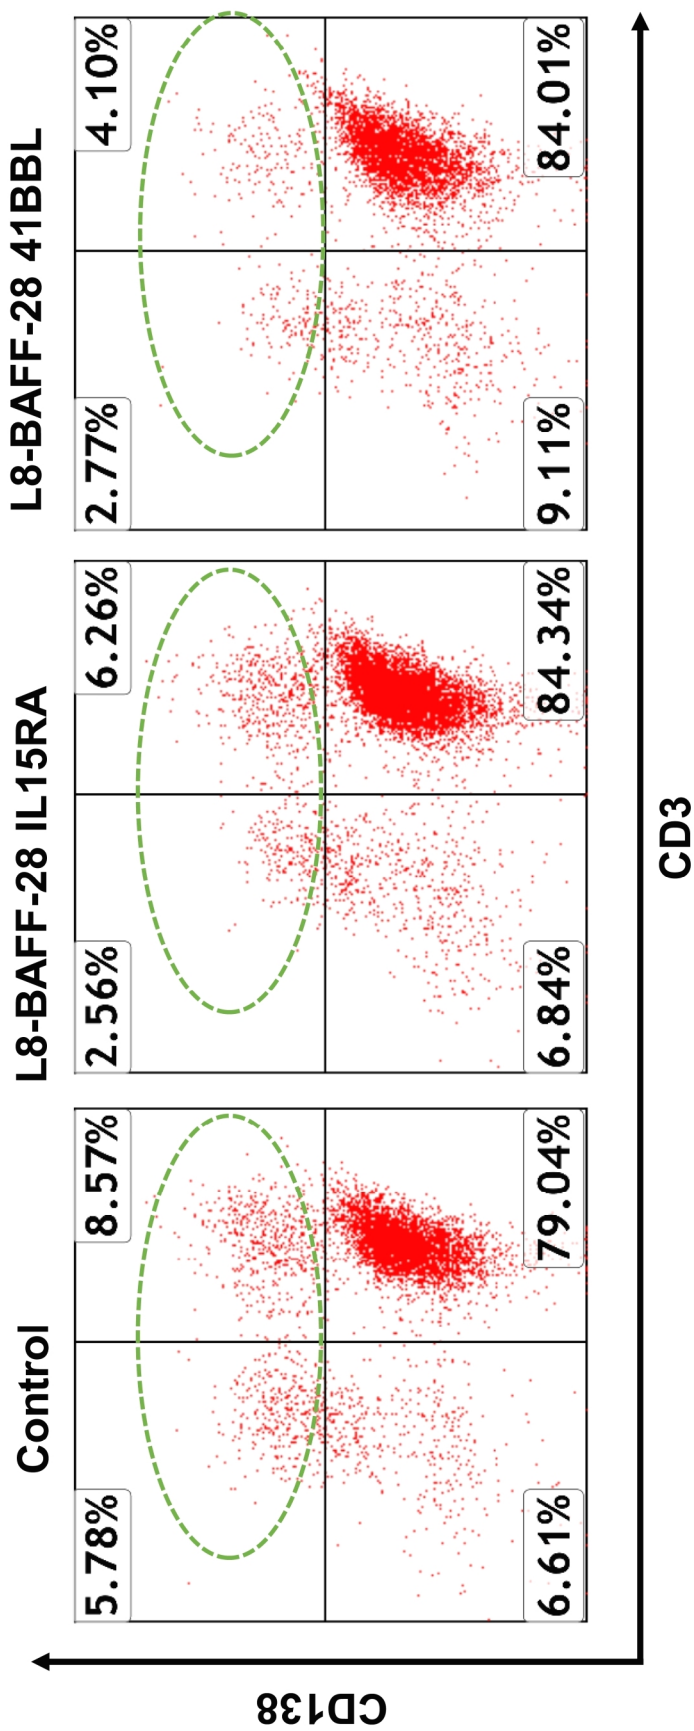 Control
L8-BAFF-28 IL15RA
L8-BAFF-28 41BBL
5.78%
8.57%
6.61%
79.04%
2.56%
6.26%
6.84%
84.34%
2.77%
4.10%
9.11%
84.01%
CD138
CD3